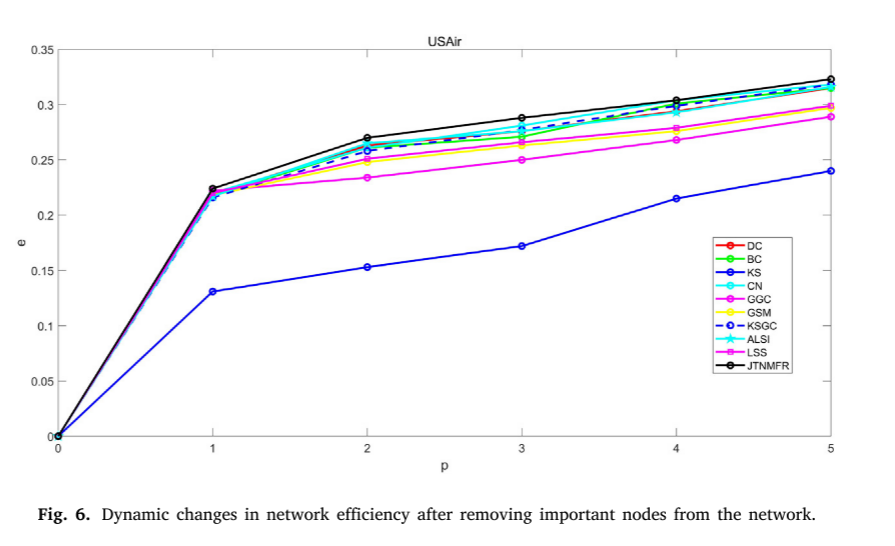 USAir
0.35
0.3
0.25
0.2
0.15
0.1
0.05
0
e
0 1 2 3 4 5
p
DC
BC
KS
CN
GGC
GSM
KSGC
ALSI
LSS
JTNMFR
Fig. 6. Dynamic changes in network efficiency after removing important nodes from the network.